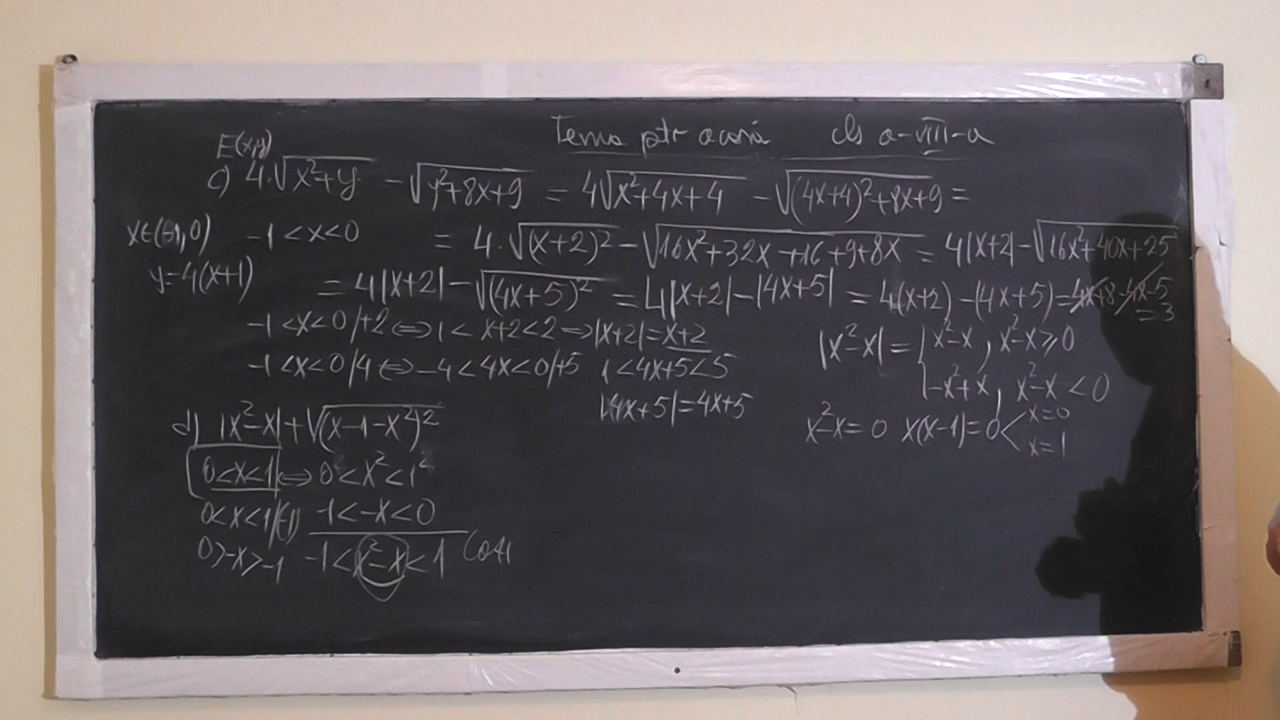 Tema ptr acasă cls a-VIII-a
E(x,y)
c) 4·√(x²+y) − √(y²+8x+9) = 4√(x²+4x+4) − √((4x+4)²+8x+9) =
x∈(-1,0) -1<x<0 = 4·√((x+2)²) − √(16x²+32x+16+9+8x) = 4|x+2| − √(16x²+40x+25)
y=4(x+1) = 4|x+2| − √((4x+5)²) = 4|x+2| − |4x+5| = 4(x+2) − (4x+5) = 4x+8-4x-5
= 3
-1<x<0/+2 ⇔ 1<x+2<2 ⇒ |x+2|=x+2
-1<x<0/4 ⇔ -4<4x<0/+5 1<4x+5<5
|4x+5|=4x+5
|x²-x| = { x²-x, x²-x≥0
-x²+x, x²-x<0
x²-x=0 x(x-1)=0 < x=0
x=1
d) |x²-x|+√((x-1-x²)²)
0<x<1 ⇔ 0²<x²<1²
0<x<1/(-1) -1<-x<0
0>-x>-1 -1<x²-x<1